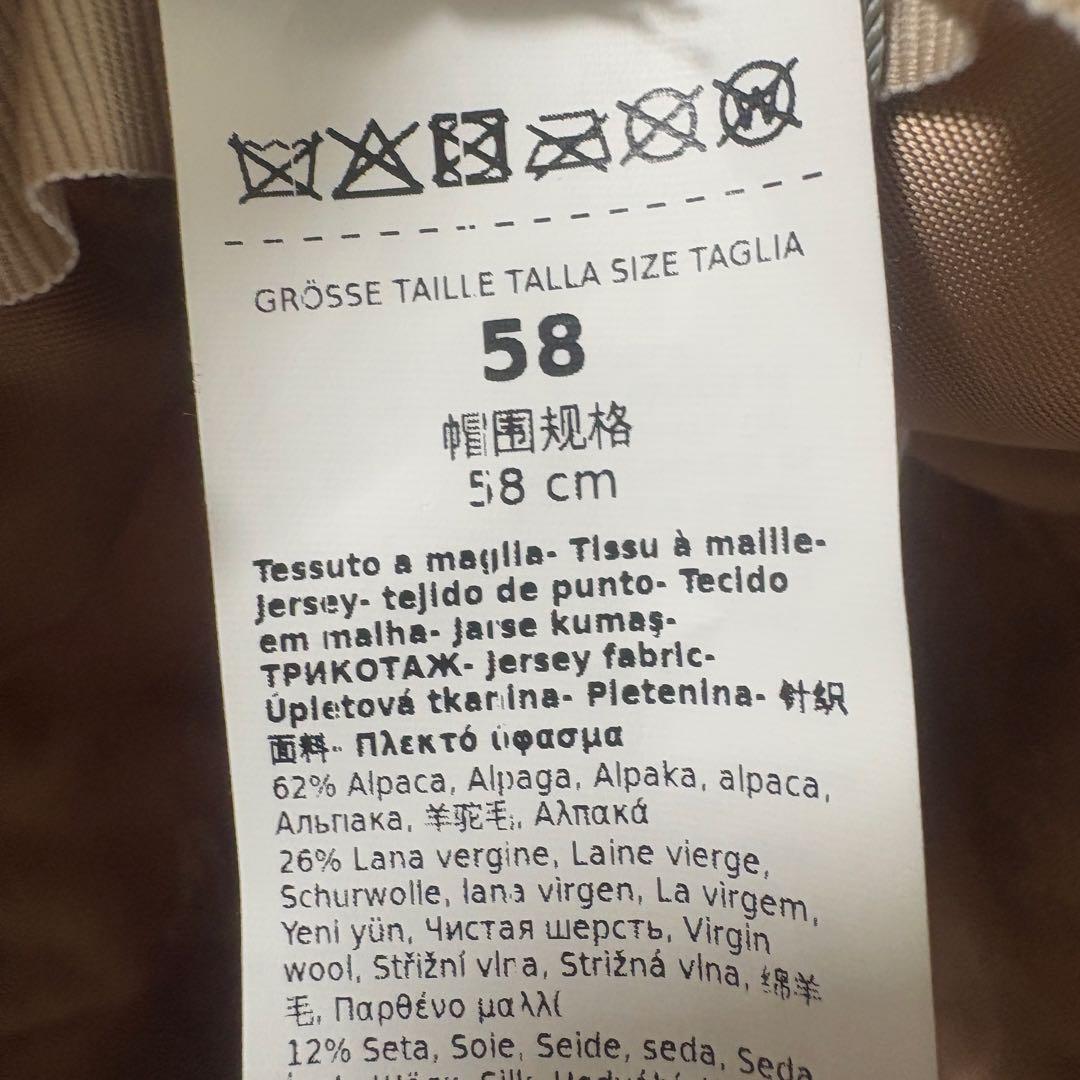 GRÖSSE TAILLE TALLA SIZE TAGLIA
58
帽围规格
58 cm
Tessuto a maglia- Tissu à maille-
Jersey- tejido de punto- Tecido
em malha- Jarse kumaş-
ТРИКОТАЖ- Jersey fabric-
Úpletová tkanina- Pletenina- 针织
面料- Πλεκτό ύφασμα
62% Alpaca, Alpaga, Alpaka, alpaca,
Альпака, 羊驼毛, Αλπακά
26% Lana vergine, Laine vierge,
Schurwolle, lana virgen, La virgem,
Yeni yün, Чистая шерсть, Virgin
wool, Střižní vlna, Strižná vlna, 绵羊
毛, Παρθένο μαλλί
12% Seta, Soie, Seide, seda, Seda